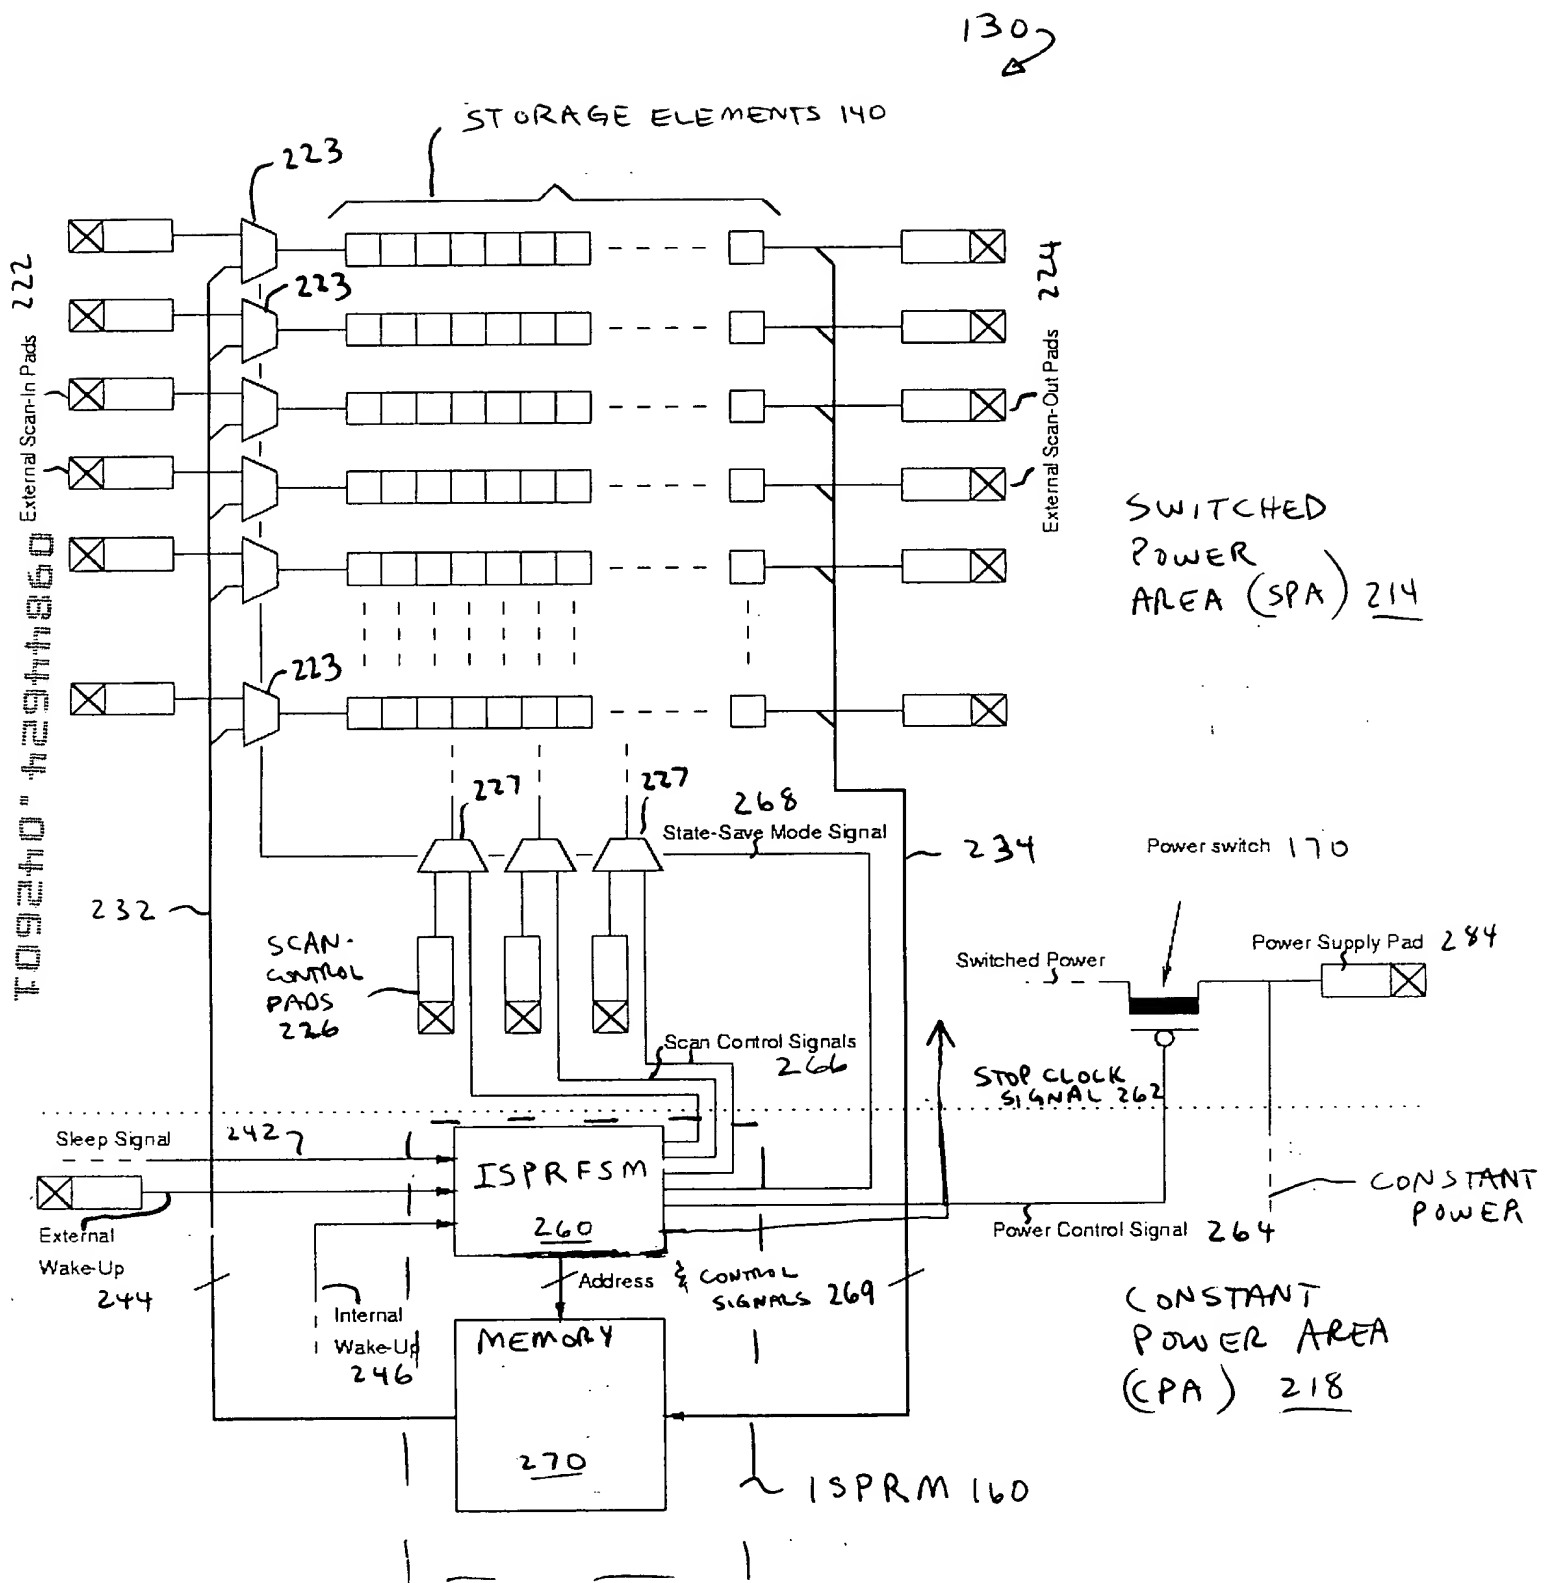 130
STORAGE ELEMENTS 140
223
223
External Scan-In Pads 222
External Scan-Out Pads 224
SWITCHED
POWER
AREA (SPA) 214
223
227
227
268
State-Save Mode Signal
234
Power switch 170
232
SCAN-
CONTROL
PADS
226
Switched Power
Power Supply Pad 284
Scan Control Signals
266
STOP CLOCK
SIGNAL 262
Sleep Signal
242
ISPRFSM
260
CONSTANT
POWER
Power Control Signal 264
External
Wake-Up
244
Address & CONTROL
SIGNALS 269
Internal
Wake-Up
246
MEMORY
270
CONSTANT
POWER AREA
(CPA) 218
ISPRM 160